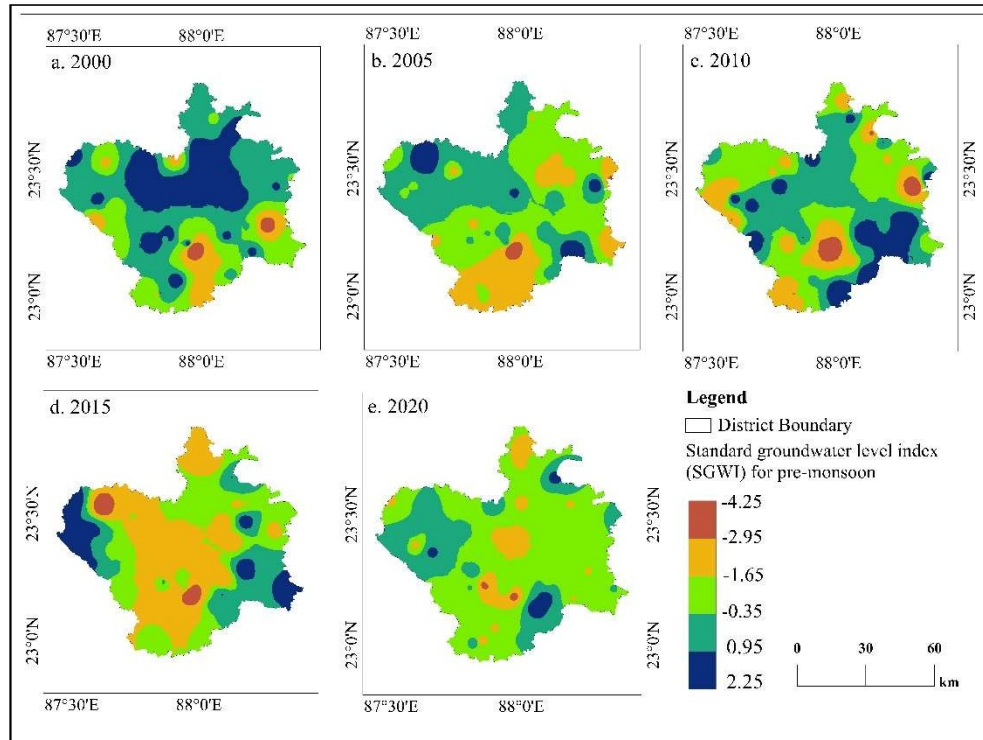 87°30'E 88°0'E 87°30'E 88°0'E 87°30'E 88°0'E
a. 2000
b. 2005
c. 2010
23°30'N 23°30'N 23°30'N 23°30'N
23°0'N 23°0'N 23°0'N 23°0'N
87°30'E 88°0'E 87°30'E 88°0'E 87°30'E 88°0'E
d. 2015
e. 2020
23°30'N 23°30'N
23°0'N 23°0'N
87°30'E 88°0'E 87°30'E 88°0'E
Legend
District Boundary
Standard groundwater level index
(SGWI) for pre-monsoon
-4.25
-2.95
-1.65
-0.35
0.95
2.25
0 30 60
km